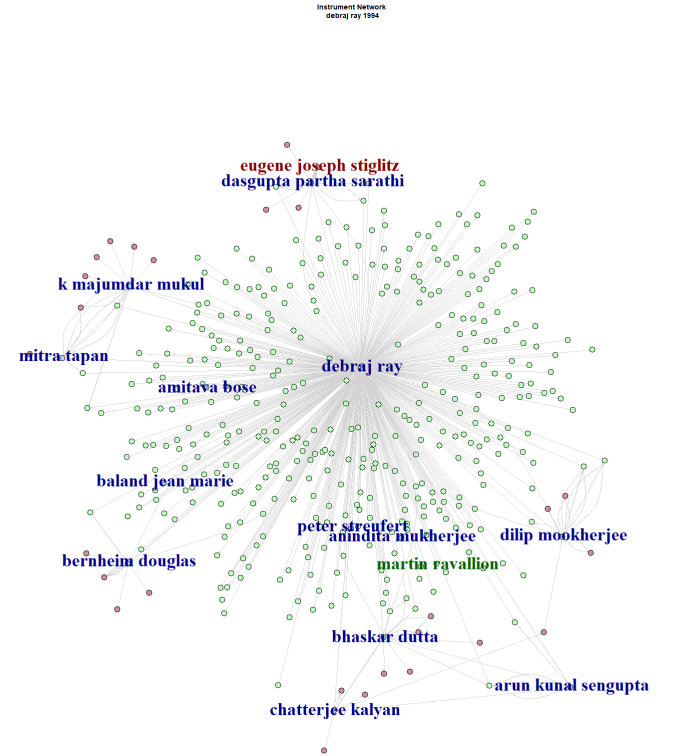 Instrument Network
debraj ray 1994
eugene joseph stiglitz
dasgupta partha sarathi
k majumdar mukul
mitra tapan
debraj ray
amitava bose
baland jean marie
peter streufert
anindita mukherjee
dilip mookherjee
bernheim douglas
martin ravallion
bhaskar dutta
arun kunal sengupta
chatterjee kalyan